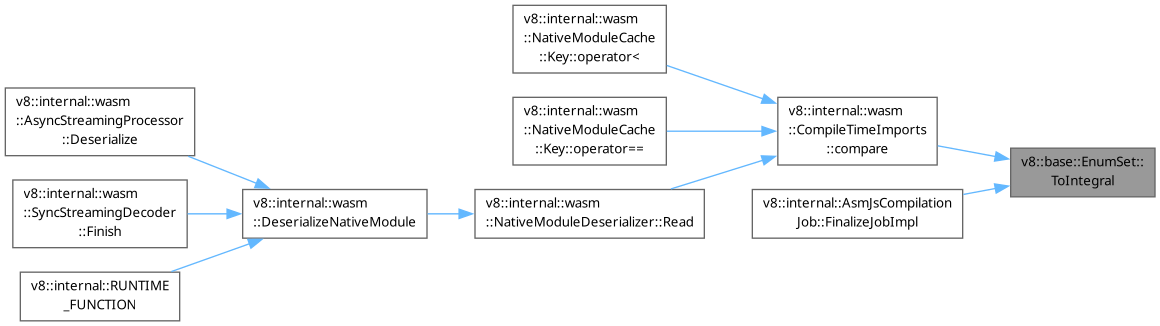 v8::internal::wasm
::AsyncStreamingProcessor
::Deserialize
v8::internal::wasm
::SyncStreamingDecoder
::Finish
v8::internal::RUNTIME
_FUNCTION
v8::internal::wasm
::DeserializeNativeModule
v8::internal::wasm
::NativeModuleCache
::Key::operator<
v8::internal::wasm
::NativeModuleCache
::Key::operator==
v8::internal::wasm
::NativeModuleDeserializer::Read
v8::internal::wasm
::CompileTimeImports
::compare
v8::internal::AsmJsCompilation
Job::FinalizeJobImpl
v8::base::EnumSet::
ToIntegral